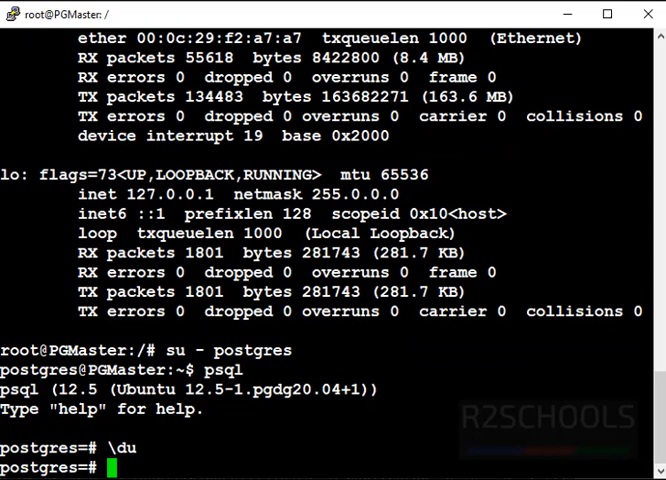 root@PGMaster: /
ether 00:0c:29:f2:a7:a7  txqueuelen 1000  (Ethernet)
RX packets 55618  bytes 8422800 (8.4 MB)
RX errors 0  dropped 0  overruns 0  frame 0
TX packets 134483  bytes 163682271 (163.6 MB)
TX errors 0  dropped 0 overruns 0  carrier 0  collisions 0
device interrupt 19  base 0x2000
lo: flags=73<UP,LOOPBACK,RUNNING>  mtu 65536
inet 127.0.0.1  netmask 255.0.0.0
inet6 ::1  prefixlen 128  scopeid 0x10<host>
loop  txqueuelen 1000  (Local Loopback)
RX packets 1801  bytes 281743 (281.7 KB)
RX errors 0  dropped 0  overruns 0  frame 0
TX packets 1801  bytes 281743 (281.7 KB)
TX errors 0  dropped 0 overruns 0  carrier 0  collisions 0
root@PGMaster:/# su - postgres
postgres@PGMaster:~$ psql
psql (12.5 (Ubuntu 12.5-1.pgdg20.04+1))
Type "help" for help.
R2SCHOOLS
postgres=# \du
postgres=#